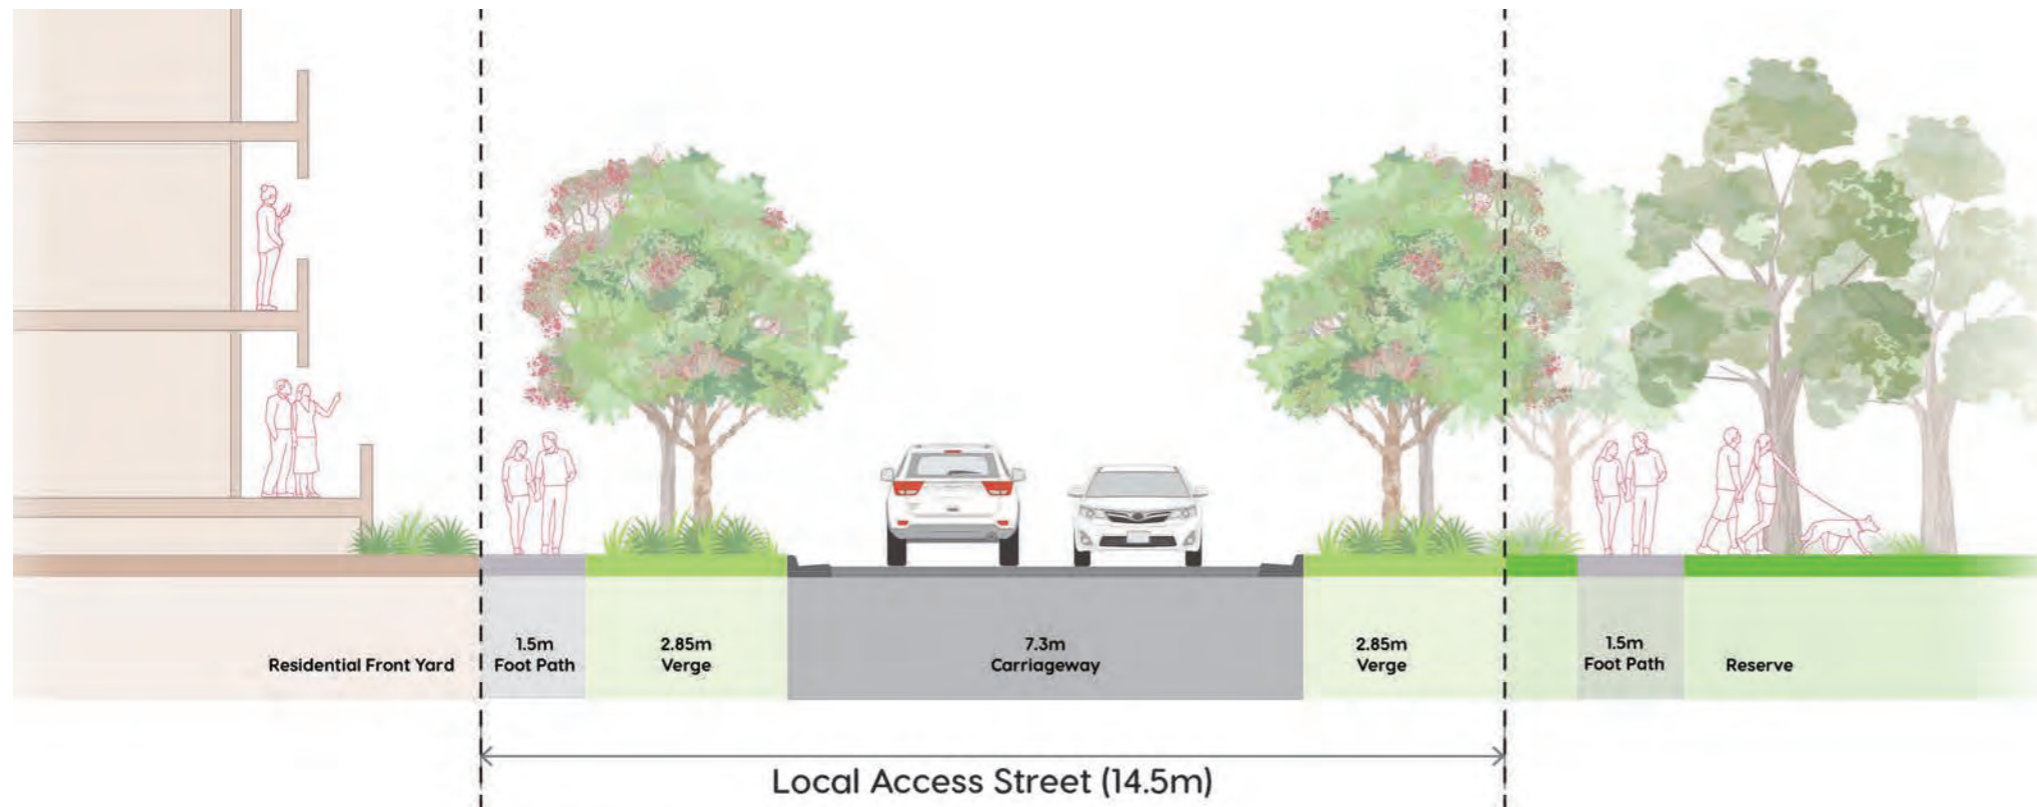 Residential Front Yard
1.5m
Foot Path
2.85m
Verge
7.3m
Carriageway
2.85m
Verge
1.5m
Foot Path
Reserve
Local Access Street (14.5m)